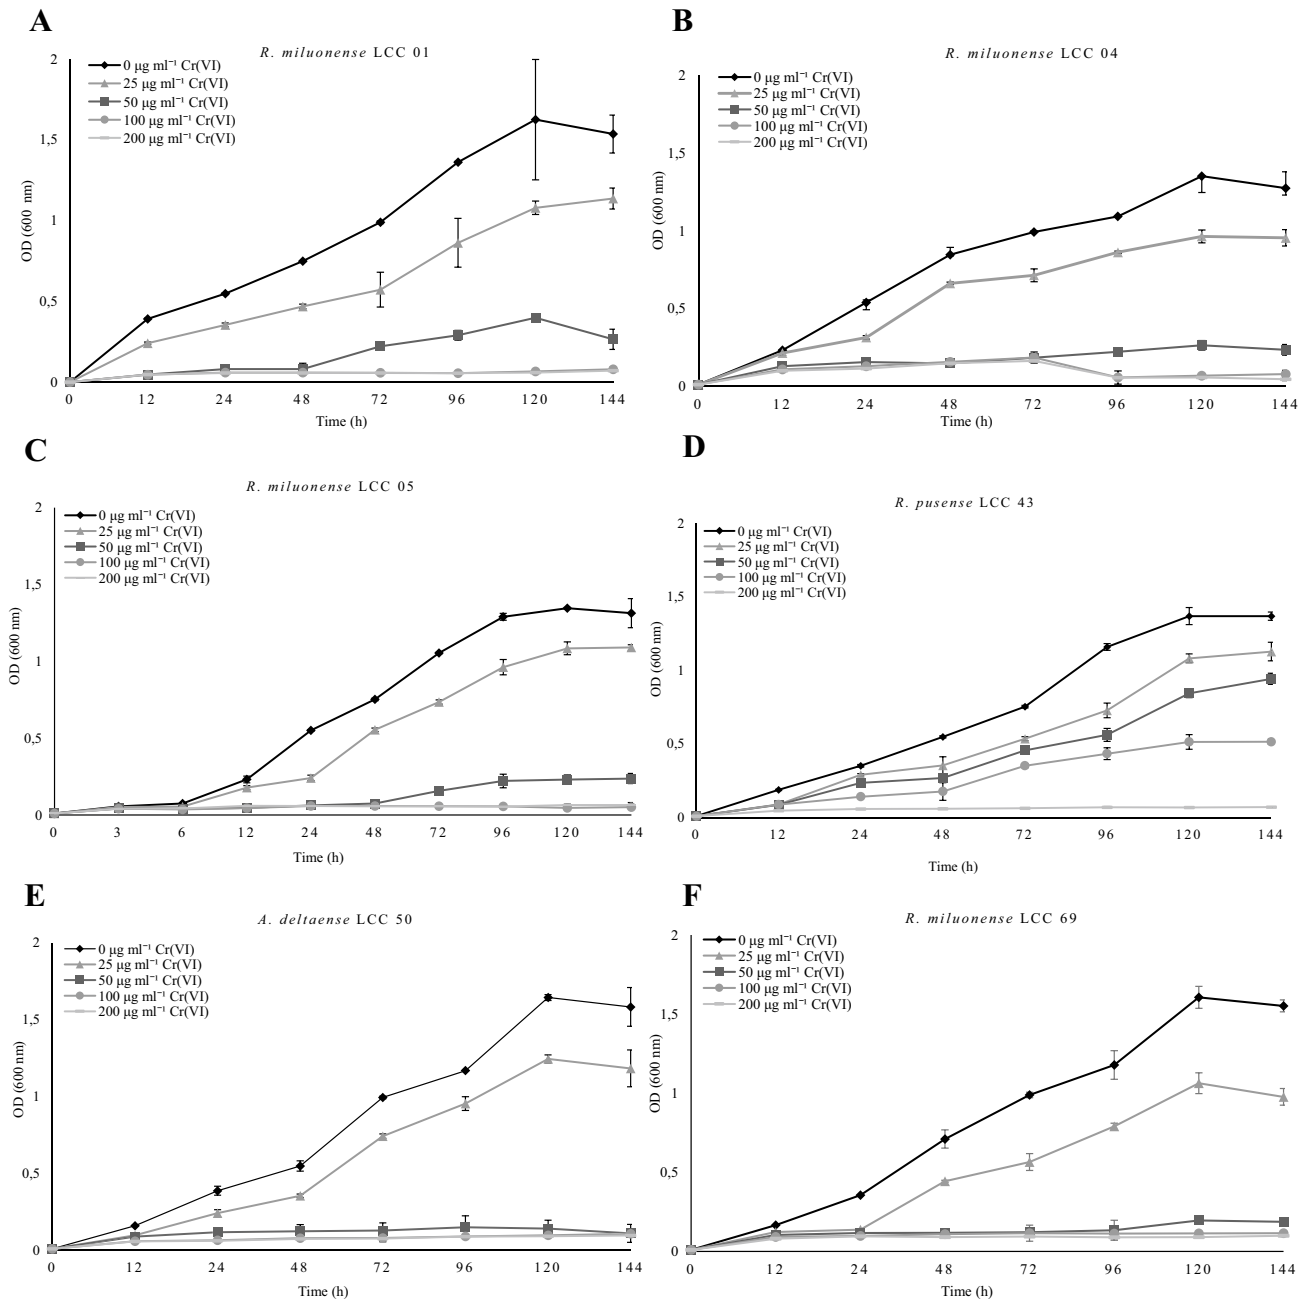 A
R. miluonense LCC 01
0 µg ml⁻¹ Cr(VI)
25 µg ml⁻¹ Cr(VI)
50 µg ml⁻¹ Cr(VI)
100 µg ml⁻¹ Cr(VI)
200 µg ml⁻¹ Cr(VI)
OD (600 nm)
2
1,5
1
0,5
0
0 12 24 48 72 96 120 144
Time (h)
B
R. miluonense LCC 04
0 µg ml⁻¹ Cr(VI)
25 µg ml⁻¹ Cr(VI)
50 µg ml⁻¹ Cr(VI)
100 µg ml⁻¹ Cr(VI)
200 µg ml⁻¹ Cr(VI)
OD (600 nm)
2
1,5
1
0,5
0
0 12 24 48 72 96 120 144
Time (h)
C
R. miluonense LCC 05
0 µg ml⁻¹ Cr(VI)
25 µg ml⁻¹ Cr(VI)
50 µg ml⁻¹ Cr(VI)
100 µg ml⁻¹ Cr(VI)
200 µg ml⁻¹ Cr(VI)
OD (600 nm)
2
1,5
1
0,5
0
0 3 6 12 24 48 72 96 120 144
Time (h)
D
R. pusense LCC 43
0 µg ml⁻¹ Cr(VI)
25 µg ml⁻¹ Cr(VI)
50 µg ml⁻¹ Cr(VI)
100 µg ml⁻¹ Cr(VI)
200 µg ml⁻¹ Cr(VI)
OD (600 nm)
2
1,5
1
0,5
0
0 12 24 48 72 96 120 144
Time (h)
E
A. deltaense LCC 50
0 µg ml⁻¹ Cr(VI)
25 µg ml⁻¹ Cr(VI)
50 µg ml⁻¹ Cr(VI)
100 µg ml⁻¹ Cr(VI)
200 µg ml⁻¹ Cr(VI)
OD (600 nm)
2
1,5
1
0,5
0
0 12 24 48 72 96 120 144
Time (h)
F
R. miluonense LCC 69
0 µg ml⁻¹ Cr(VI)
25 µg ml⁻¹ Cr(VI)
50 µg ml⁻¹ Cr(VI)
100 µg ml⁻¹ Cr(VI)
200 µg ml⁻¹ Cr(VI)
OD (600 nm)
2
1,5
1
0,5
0
0 12 24 48 72 96 120 144
Time (h)